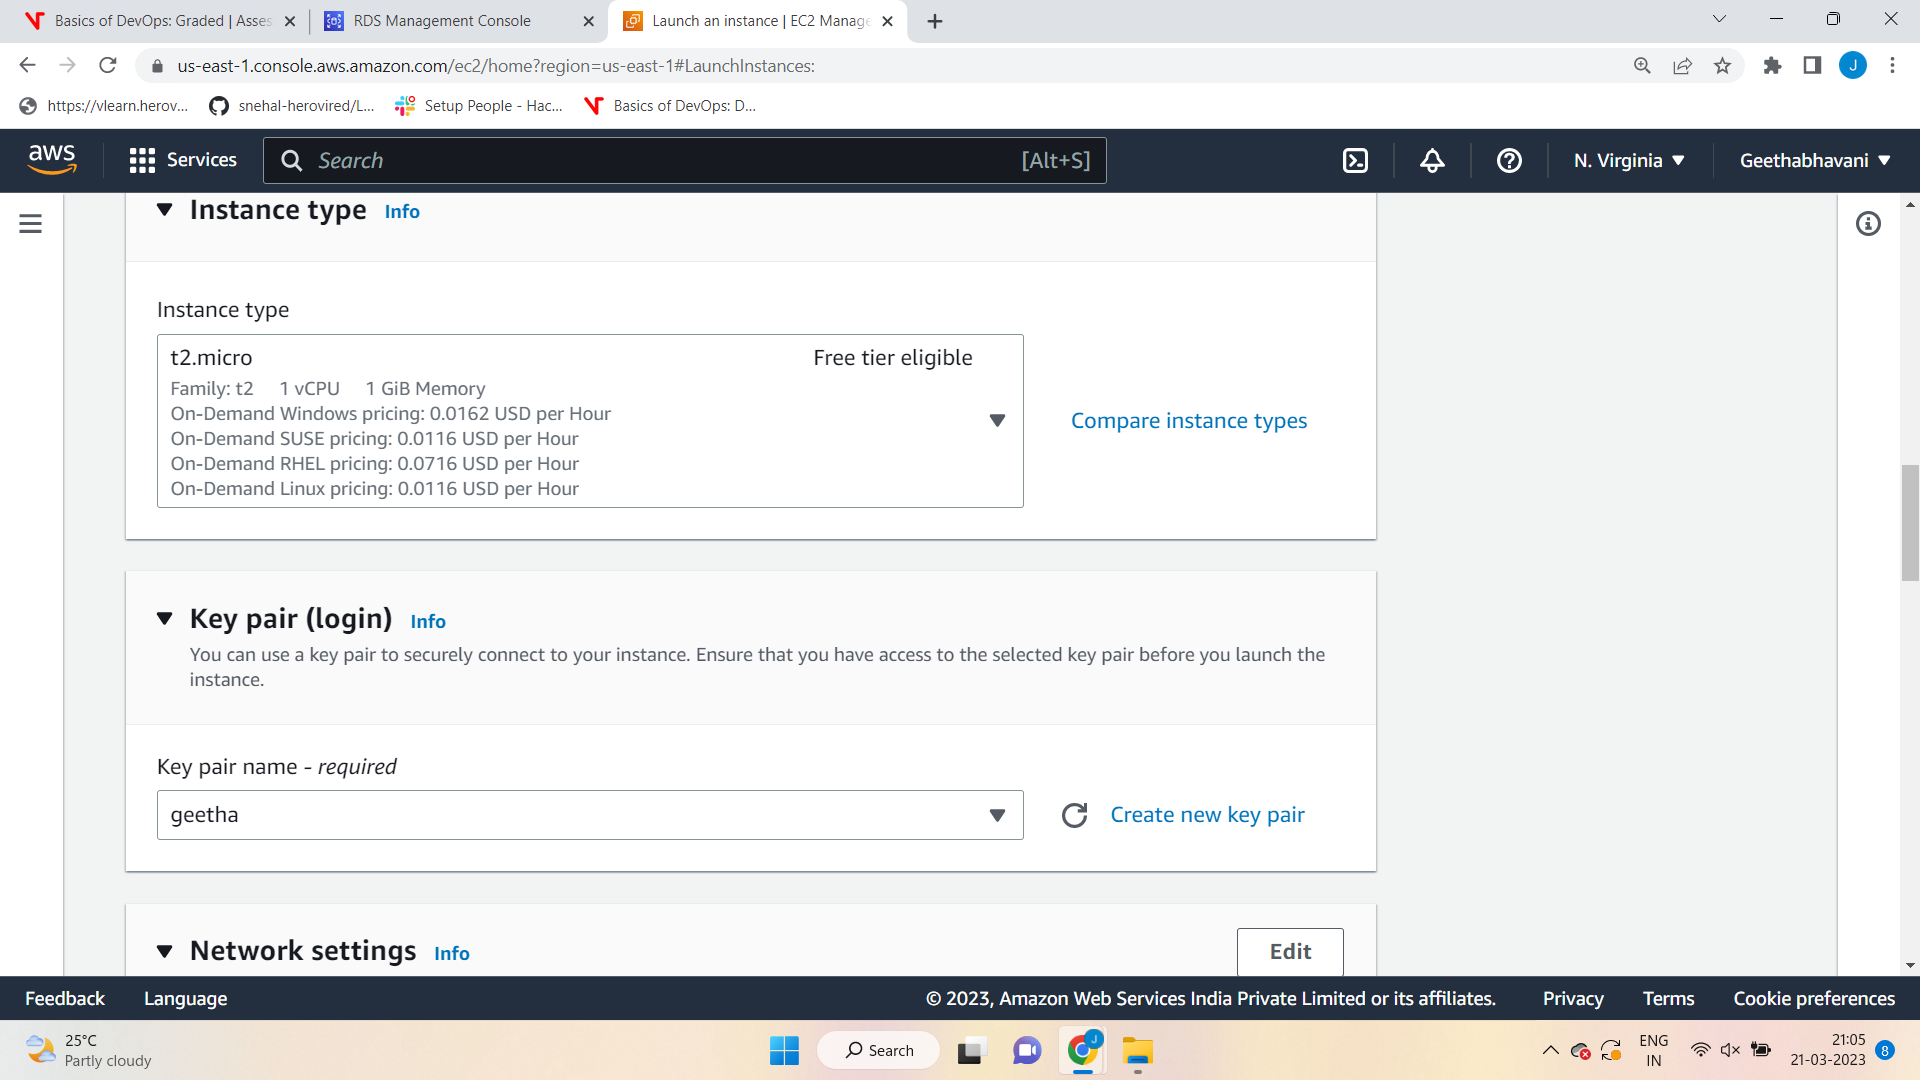 Basics of DevOps: Graded | Asses
RDS Management Console
Launch an instance | EC2 Manage
us-east-1.console.aws.amazon.com/ec2/home?region=us-east-1#LaunchInstances:
J
https://vlearn.herov...
snehal-herovired/L...
Setup People - Hac...
Basics of DevOps: D...
aws
Services
Search
[Alt+S]
N. Virginia
Geethabhavani
Instance type
Info
Instance type
t2.micro
Free tier eligible
Family: t2 1 vCPU 1 GiB Memory
On-Demand Windows pricing: 0.0162 USD per Hour
On-Demand SUSE pricing: 0.0116 USD per Hour
On-Demand RHEL pricing: 0.0716 USD per Hour
On-Demand Linux pricing: 0.0116 USD per Hour
Compare instance types
Key pair (login)
Info
You can use a key pair to securely connect to your instance. Ensure that you have access to the selected key pair before you launch the
instance.
Key pair name - required
geetha
Create new key pair
Network settings
Info
Edit
Feedback
Language
© 2023, Amazon Web Services India Private Limited or its affiliates.
Privacy
Terms
Cookie preferences
25°C
Partly cloudy
Search
J
ENG
IN
21:05
21-03-2023
8